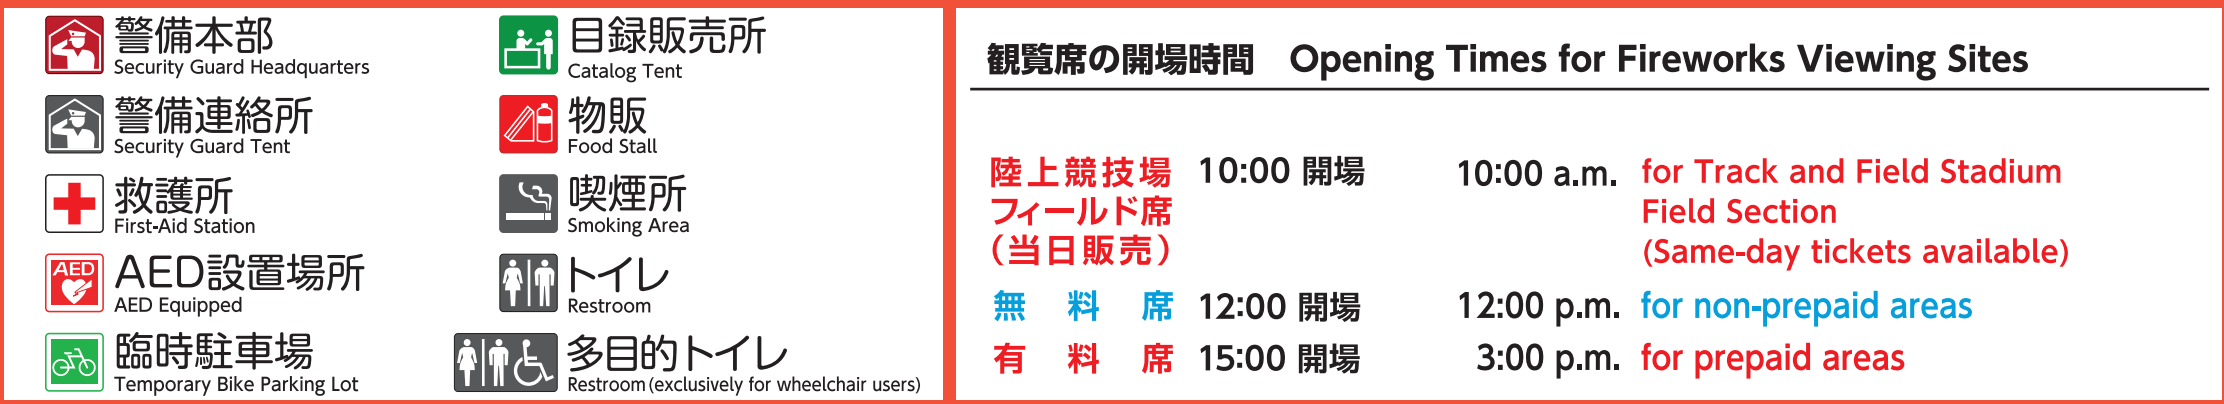 警備本部
Security Guard Headquarters
警備連絡所
Security Guard Tent
救護所
First-Aid Station
AED
AED設置場所
AED Equipped
臨時駐車場
Temporary Bike Parking Lot
目録販売所
Catalog Tent
物販
Food Stall
喫煙所
Smoking Area
トイレ
Restroom
多目的トイレ
Restroom (exclusively for wheelchair users)
観覧席の開場時間 Opening Times for Fireworks Viewing Sites
陸上競技場 10:00 開場 10:00 a.m. for Track and Field Stadium
フィールド席 Field Section
(当日販売) (Same-day tickets available)
無料席 12:00 開場 12:00 p.m. for non-prepaid areas
有料席 15:00 開場 3:00 p.m. for prepaid areas